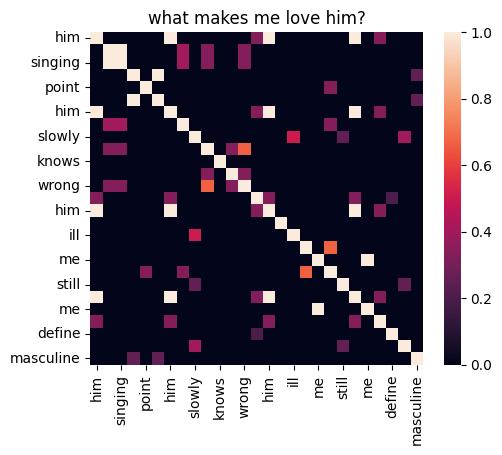 what makes me love him?
him
singing
point
him
slowly
knows
wrong
him
ill
me
still
me
define
masculine
1.0
0.8
0.6
0.4
0.2
0.0
him
singing
point
him
slowly
knows
wrong
him
ill
me
still
me
define
masculine